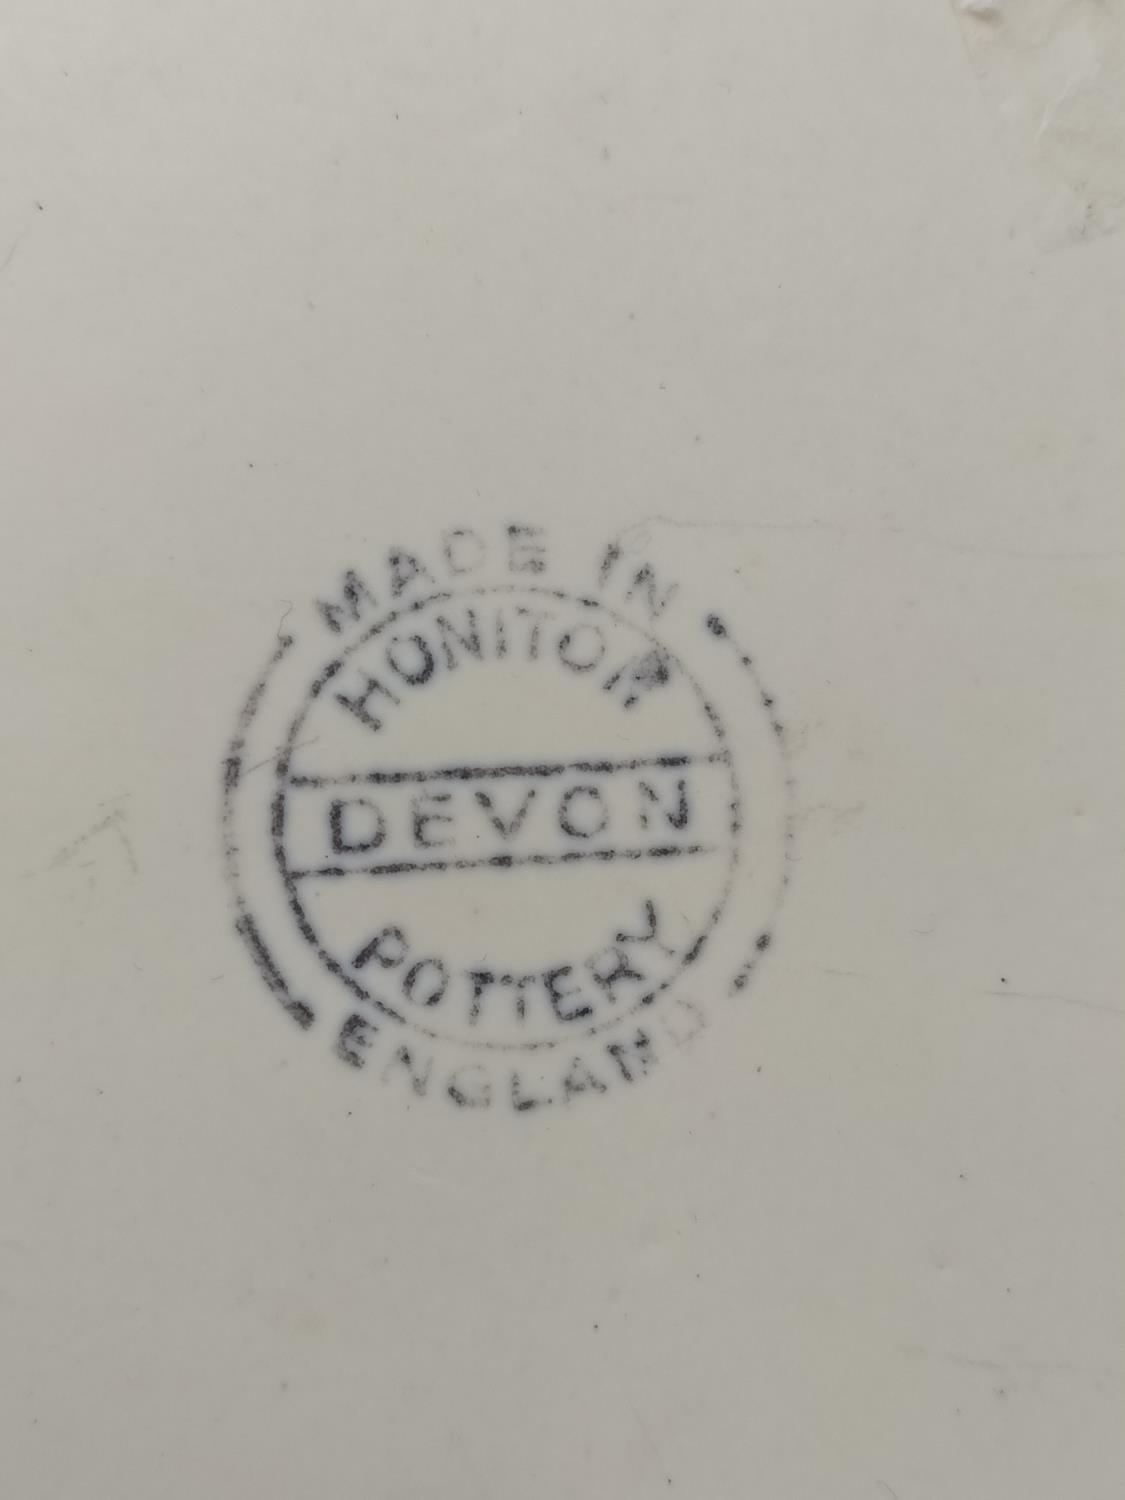 MADE IN
HONITON
DEVON
POTTERY
ENGLAND